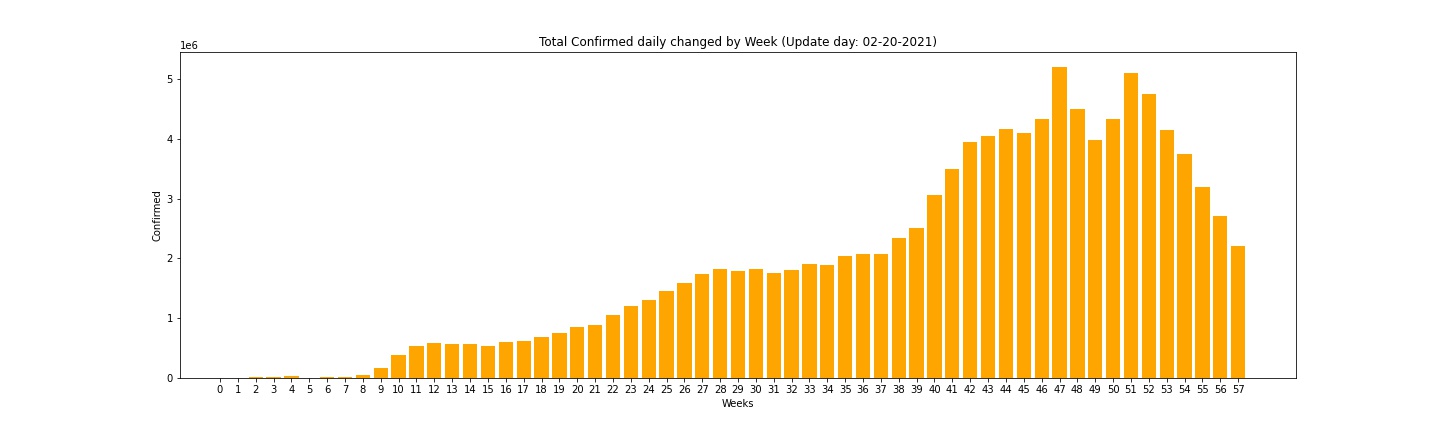 Total Confirmed daily changed by Week (Update day: 02-20-2021)
1e6
5
4
3
2
1
0
Confirmed
0 1 2 3 4 5 6 7 8 9 10 11 12 13 14 15 16 17 18 19 20 21 22 23 24 25 26 27 28 29 30 31 32 33 34 35 36 37 38 39 40 41 42 43 44 45 46 47 48 49 50 51 52 53 54 55 56 57
Weeks